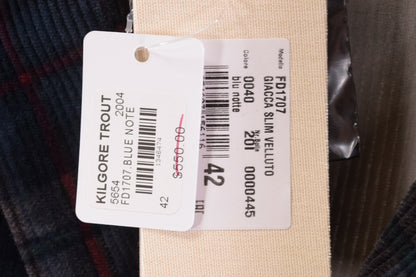 KILGORE TROUT
5654 2004
FD1707 BLUE NOTE
1346474
42
$550.00
Modello
FD1707
GIACCA SLIM VELLUTO
Colore
0040
blu notte
201 0000445
42